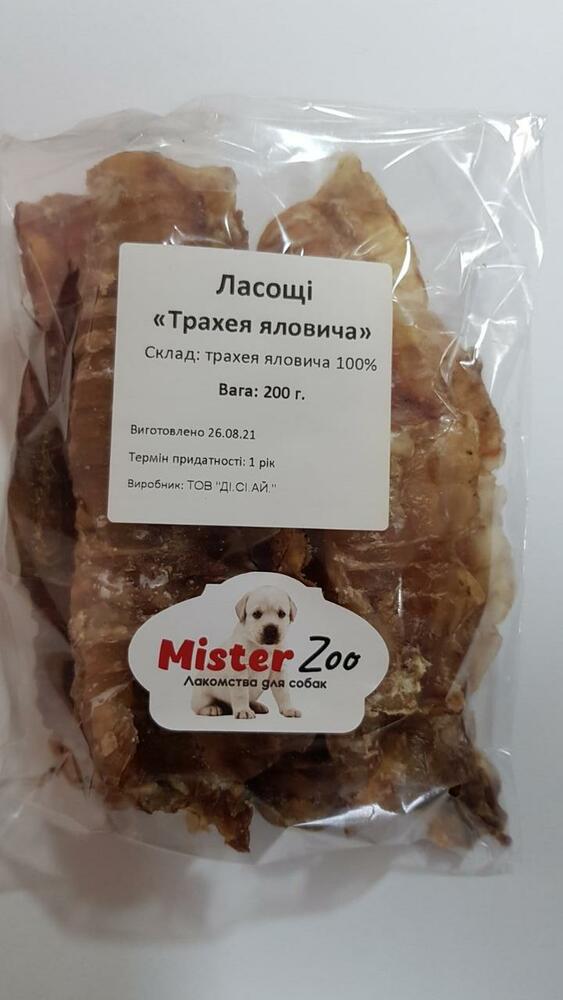 Ласощі
«Трахея яловича»
Склад: трахея яловича 100%
Вага: 200 г.
Виготовлено 26.08.21
Термін придатності: 1 рік
Виробник: ТОВ "ДІ.СІ.АЙ."
Mister Zoo
Лакомства для собак